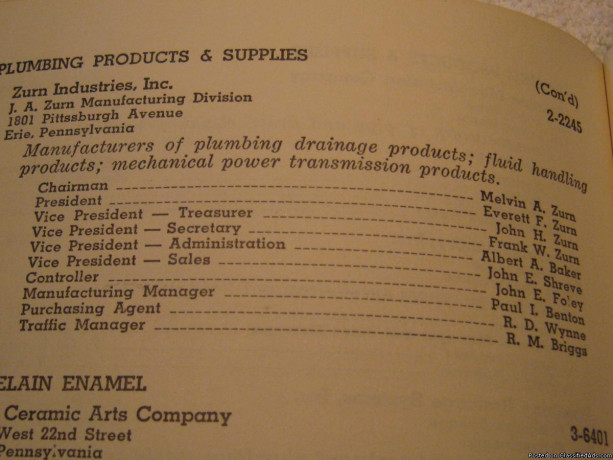 PLUMBING PRODUCTS & SUPPLIES
(Con'd)
Zurn Industries, Inc.
J. A. Zurn Manufacturing Division
1801 Pittssburgh Avenue 2-2245
Erie, Pennsylvania
Manufacturers of plumbing drainage products; fluid handling
products; mechanical power transmission products.
Chairman Melvin A. Zurn
President Everett F. Zurn
Vice President — Treasurer John H. Zurn
Vice President — Secretary Frank W. Zurn
Vice President — Administration Albert A. Baker
Vice President — Sales John E. Shreve
Controller John E. Foley
Manufacturing Manager Paul I. Benton
Purchasing Agent R. D. Wynne
Traffic Manager R. M. Briggs
ELAIN ENAMEL
Ceramic Arts Company
West 22nd Street 3-6401
Pennsylvania